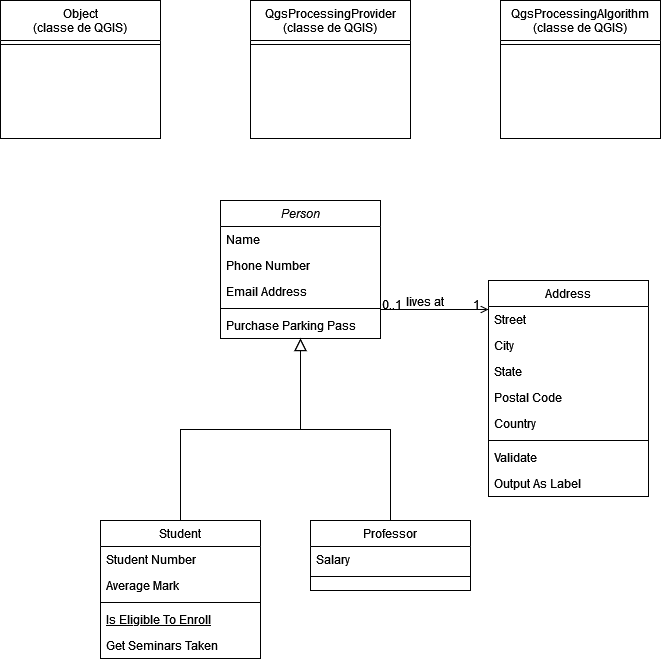 Object
(classe de QGIS)
QgsProcessingProvider
(classe de QGIS)
QgsProcessingAlgorithm
(classe de QGIS)
Person
Name
Phone Number
Email Address
Purchase Parking Pass
0..1 lives at 1
Address
Street
City
State
Postal Code
Country
Validate
Output As Label
Student
Student Number
Average Mark
Is Eligible To Enroll
Get Seminars Taken
Professor
Salary